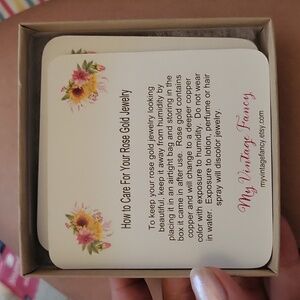 How to Care For Your Rose Gold Jewelry
To keep your rose gold jewelry looking
beautiful, keep it away from humidity by
placing it in an airtight bag and storing in the
box it came in after use. Rose gold contains
copper and will change to a deeper copper
color with exposure to humidity. Do not wear
in water. Exposure to lotion, perfume or hair
spray will discolor jewelry.
My Vintage Fancy
myvintagefancy.etsy.com